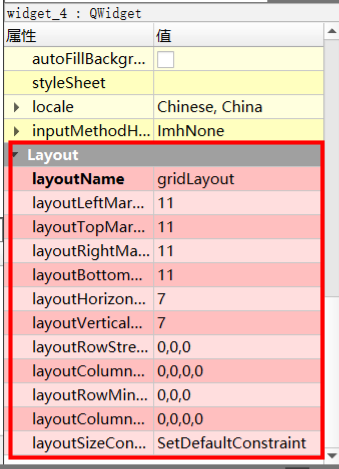 widget_4 : QWidget
属性 值
autoFillBackgr...
styleSheet
locale Chinese, China
inputMethodH... ImhNone
Layout
layoutName gridLayout
layoutLeftMar... 11
layoutTopMar... 11
layoutRightMa... 11
layoutBottom... 11
layoutHorizon... 7
layoutVertical... 7
layoutRowStre... 0,0,0
layoutColumn... 0,0,0,0
layoutRowMin... 0,0,0
layoutColumn... 0,0,0,0
layoutSizeCon... SetDefaultConstraint